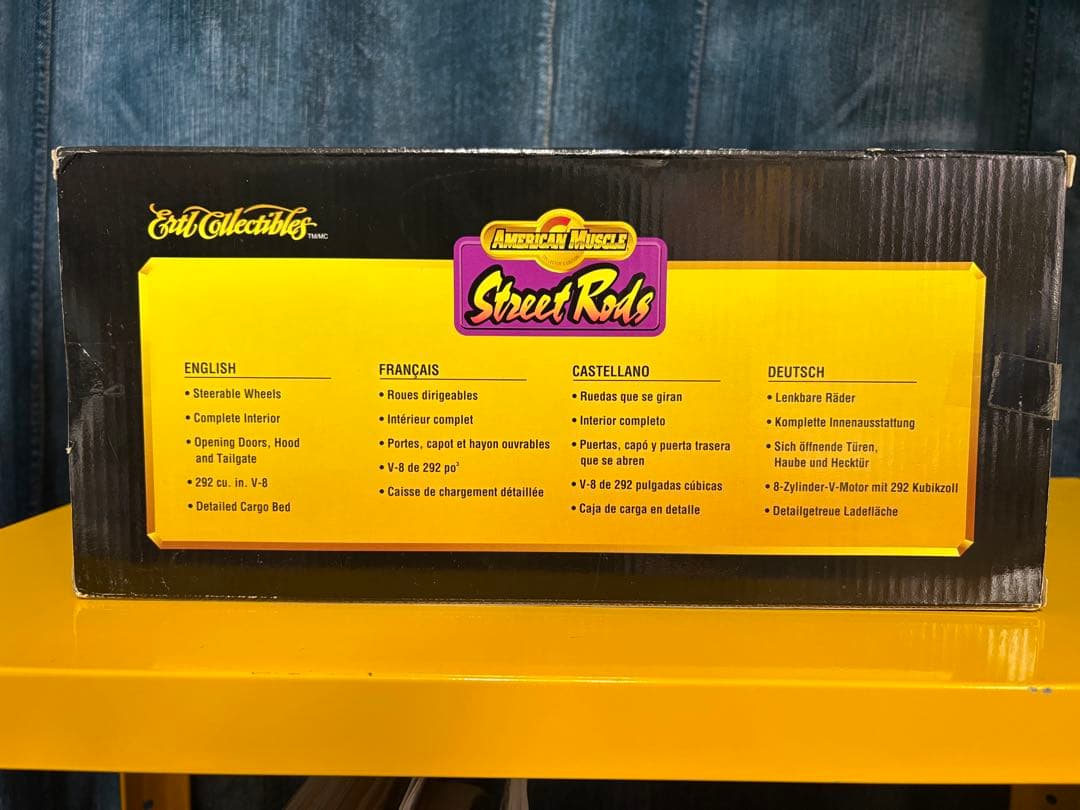 Ertl Collectibles TM/MC
AMERICAN MUSCLE
Street Rods
ENGLISH
• Steerable Wheels
• Complete Interior
• Opening Doors, Hood
and Tailgate
• 292 cu. in. V-8
• Detailed Cargo Bed
FRANÇAIS
• Roues dirigeables
• Intérieur complet
• Portes, capot et hayon ouvrables
• V-8 de 292 po³
• Caisse de chargement détaillée
CASTELLANO
• Ruedas que se giran
• Interior completo
• Puertas, capó y puerta trasera
que se abren
• V-8 de 292 pulgadas cúbicas
• Caja de carga en detalle
DEUTSCH
• Lenkbare Räder
• Komplette Innenausstattung
• Sich öffnende Türen,
Haube und Hecktür
• 8-Zylinder-V-Motor mit 292 Kubikzoll
• Detailgetreue Ladefläche